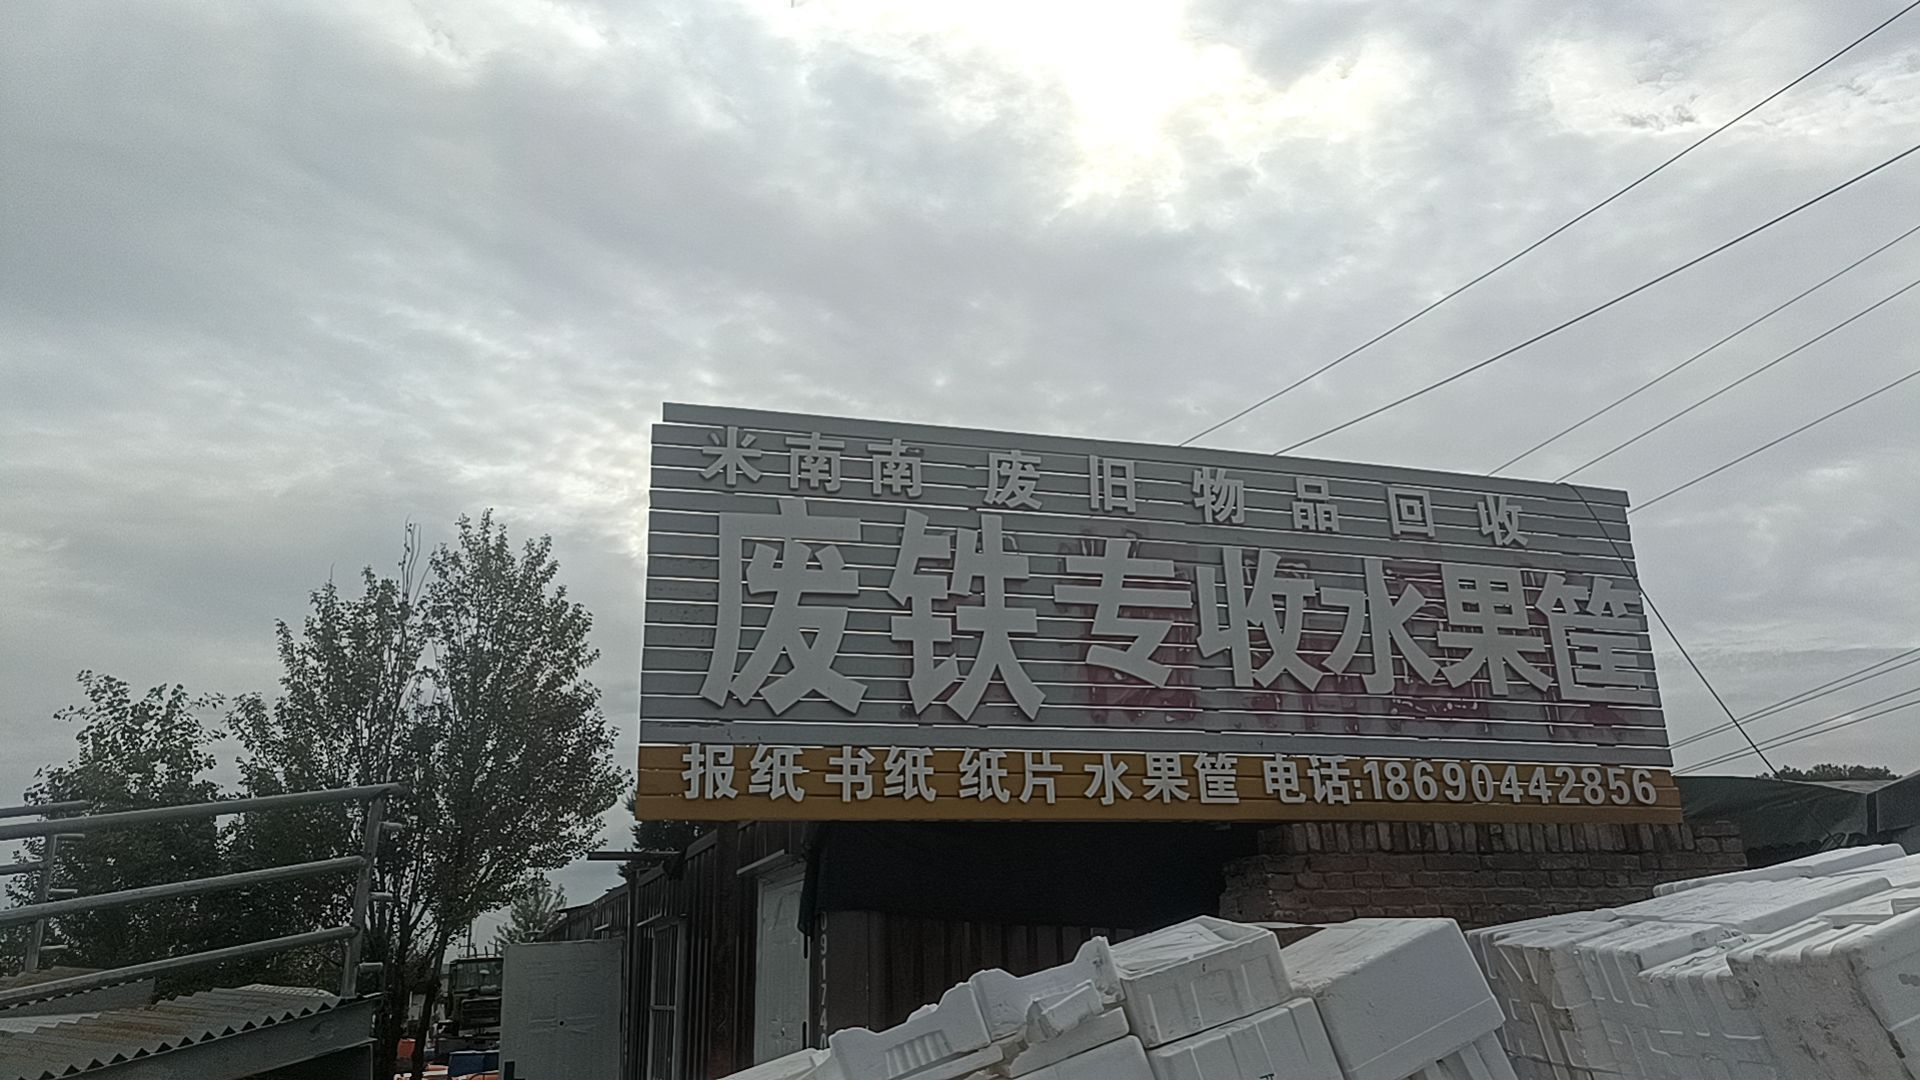 米南南 废旧物品回收
废铁专收水果筐
报纸 书纸 纸片 水果筐 电话:18690442856